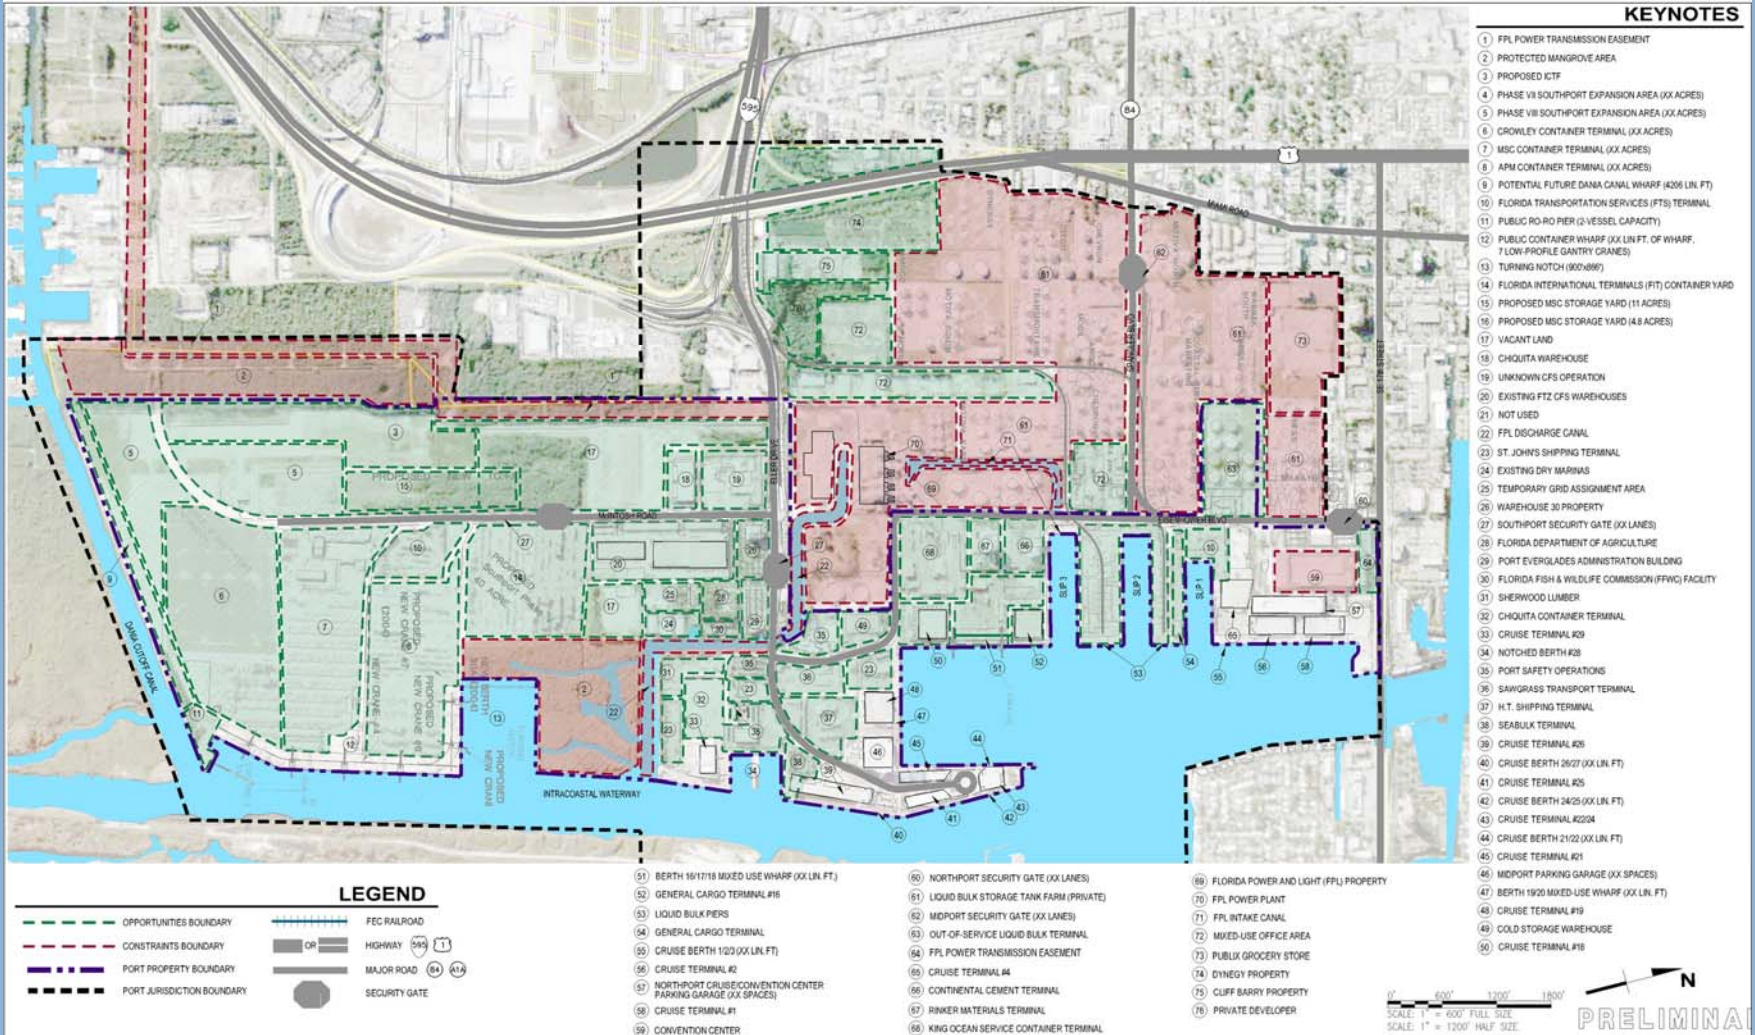 KEYNOTES
1 FPL POWER TRANSMISSION EASEMENT
2 PROTECTED MANGROVE AREA
3 PROPOSED ICTF
4 PHASE VII SOUTHPORT EXPANSION AREA (XX ACRES)
5 PHASE VIII SOUTHPORT EXPANSION AREA (XX ACRES)
6 CROWLEY CONTAINER TERMINAL (XX ACRES)
7 MSC CONTAINER TERMINAL (XX ACRES)
8 APM CONTAINER TERMINAL (XX ACRES)
9 POTENTIAL FUTURE DANIA CANAL WHARF (4206 LIN. FT)
10 FLORIDA TRANSPORTATION SERVICES (FTS) TERMINAL
11 PUBLIC RO-RO PIER (2-VESSEL CAPACITY)
12 PUBLIC CONTAINER WHARF (XX LIN FT. OF WHARF,
7 LOW-PROFILE GANTRY CRANES)
13 TURNING NOTCH (900'x866')
14 FLORIDA INTERNATIONAL TERMINALS (FIT) CONTAINER YARD
15 PROPOSED MSC STORAGE YARD (11 ACRES)
16 PROPOSED MSC STORAGE YARD (4.8 ACRES)
17 VACANT LAND
18 CHIQUITA WAREHOUSE
19 UNKNOWN CFS OPERATION
20 EXISTING FTZ CFS WAREHOUSES
21 NOT USED
22 FPL DISCHARGE CANAL
23 ST. JOHN'S SHIPPING TERMINAL
24 EXISTING DRY MARINAS
25 TEMPORARY GRID ASSIGNMENT AREA
26 WAREHOUSE 30 PROPERTY
27 SOUTHPORT SECURITY GATE (XX LANES)
28 FLORIDA DEPARTMENT OF AGRICULTURE
29 PORT EVERGLADES ADMINISTRATION BUILDING
30 FLORIDA FISH & WILDLIFE COMMISSION (FFWC) FACILITY
31 SHERWOOD LUMBER
32 CHIQUITA CONTAINER TERMINAL
33 CRUISE TERMINAL #29
34 NOTCHED BERTH #28
35 PORT SAFETY OPERATIONS
36 SAWGRASS TRANSPORT TERMINAL
37 H.T. SHIPPING TERMINAL
38 SEABULK TERMINAL
39 CRUISE TERMINAL #26
40 CRUISE BERTH 26/27 (XX LIN. FT)
41 CRUISE TERMINAL #25
42 CRUISE BERTH 24/25 (XX LIN. FT)
43 CRUISE TERMINAL #22/24
44 CRUISE BERTH 21/22 (XX LIN. FT)
45 CRUISE TERMINAL #21
46 MIDPORT PARKING GARAGE (XX SPACES)
47 BERTH 19/20 MIXED-USE WHARF (XX LIN. FT)
48 CRUISE TERMINAL #19
49 COLD STORAGE WAREHOUSE
50 CRUISE TERMINAL #18
51 BERTH 16/17/18 MIXED USE WHARF (XX LIN. FT.)
52 GENERAL CARGO TERMINAL #16
53 LIQUID BULK PIERS
54 GENERAL CARGO TERMINAL
55 CRUISE BERTH 1/2/3 (XX LIN. FT)
56 CRUISE TERMINAL #2
57 NORTHPORT CRUISE/CONVENTION CENTER
PARKING GARAGE (XX SPACES)
58 CRUISE TERMINAL #1
59 CONVENTION CENTER
60 NORTHPORT SECURITY GATE (XX LANES)
61 LIQUID BULK STORAGE TANK FARM (PRIVATE)
62 MIDPORT SECURITY GATE (XX LANES)
63 OUT-OF-SERVICE LIQUID BULK TERMINAL
64 FPL POWER TRANSMISSION EASEMENT
65 CRUISE TERMINAL #4
66 CONTINENTAL CEMENT TERMINAL
67 RINKER MATERIALS TERMINAL
68 KING OCEAN SERVICE CONTAINER TERMINAL
69 FLORIDA POWER AND LIGHT (FPL) PROPERTY
70 FPL POWER PLANT
71 FPL INTAKE CANAL
72 MIXED-USE OFFICE AREA
73 PUBLIX GROCERY STORE
74 DYNEGY PROPERTY
75 CLIFF BARRY PROPERTY
76 PRIVATE DEVELOPER
LEGEND
OPPORTUNITIES BOUNDARY
CONSTRAINTS BOUNDARY
PORT PROPERTY BOUNDARY
PORT JURISDICTION BOUNDARY
FEC RAILROAD
OR HIGHWAY 595 1
MAJOR ROAD 84 A1A
SECURITY GATE
595
84
1
MIAMI ROAD
SE 17th STREET
ELLER DRIVE
McINTOSH ROAD
EISENHOWER BLVD
DANIA CUTOFF CANAL
INTRACOASTAL WATERWAY
SLIP 3
SLIP 2
SLIP 1
N
0' 600' 1200' 1800'
SCALE: 1" = 600' FULL SIZE
SCALE: 1" = 1200' HALF SIZE
PRELIMINA